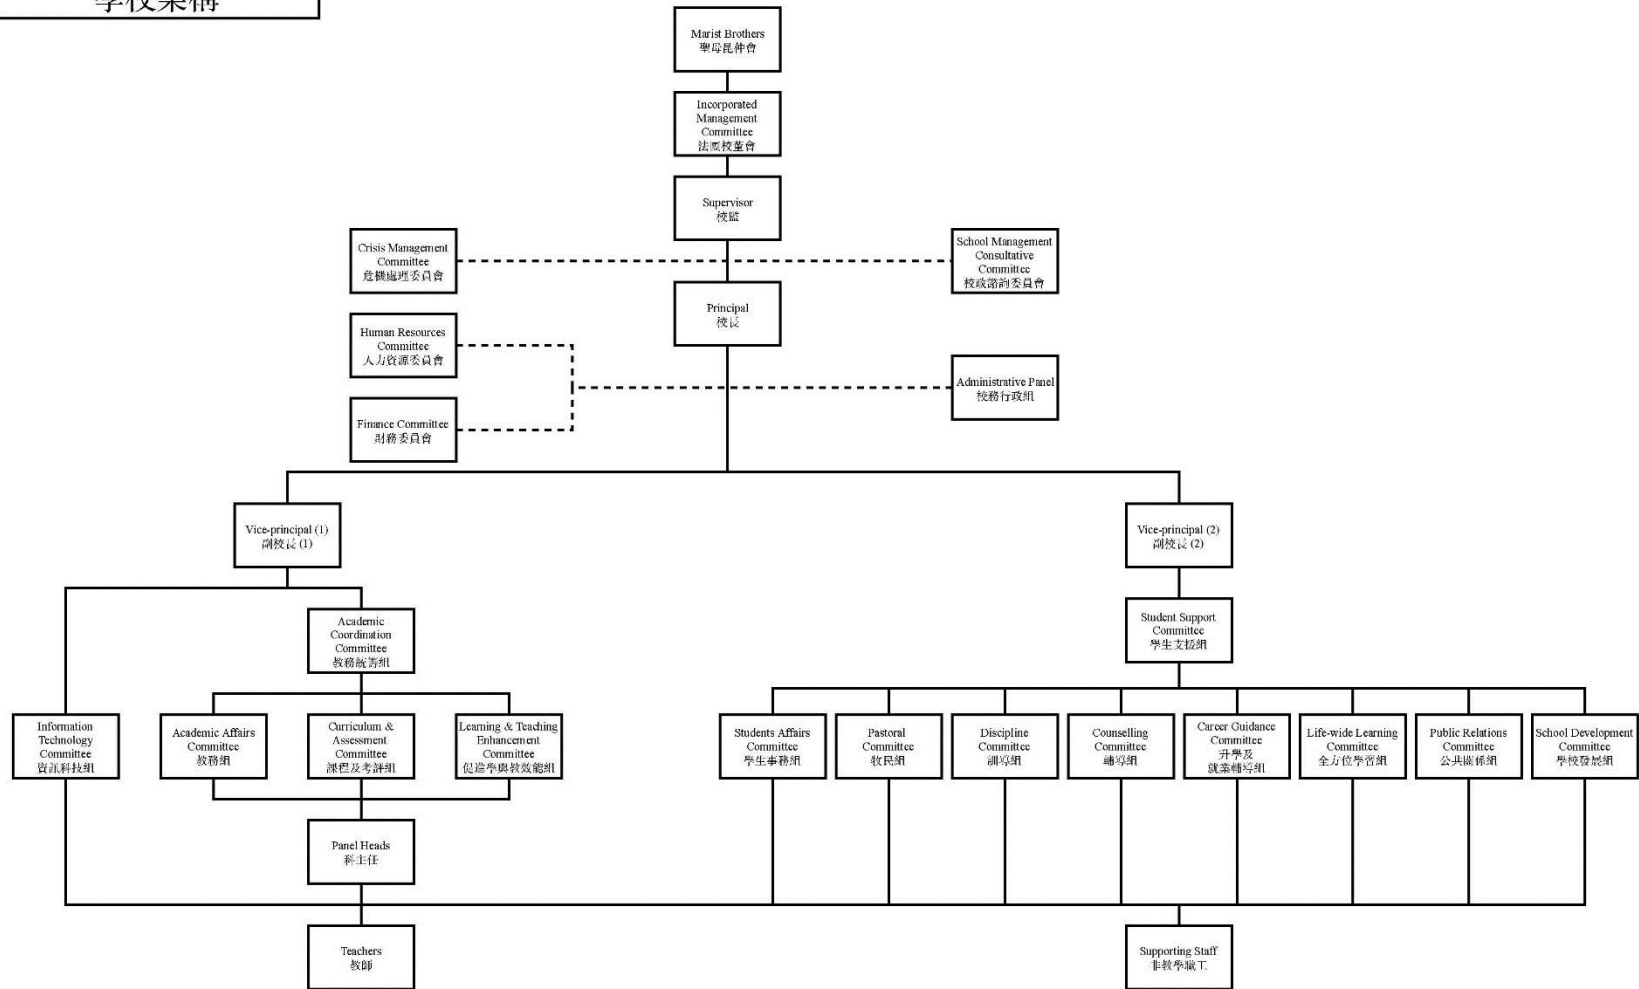 學校架構
Marist Brothers
聖母昆仲會
Incorporated
Management
Committee
法團校董會
Supervisor
校監
Crisis Management
Committee
危機處理委員會
School Management
Consultative
Committee
校政諮詢委員會
Principal
校長
Human Resources
Committee
人力資源委員會
Administrative Panel
校務行政組
Finance Committee
財務委員會
Vice-principal (1)
副校長 (1)
Vice-principal (2)
副校長 (2)
Academic
Coordination
Committee
教務統籌組
Student Support
Committee
學生支援組
Information
Technology
Committee
資訊科技組
Academic Affairs
Committee
教務組
Curriculum &
Assessment
Committee
課程及考評組
Learning & Teaching
Enhancement
Committee
促進學與教效能組
Students Affairs
Committee
學生事務組
Pastoral
Committee
牧民組
Discipline
Committee
訓導組
Counselling
Committee
輔導組
Career Guidance
Committee
升學及
就業輔導組
Life-wide Learning
Committee
全方位學習組
Public Relations
Committee
公共關係組
School Development
Committee
學校發展組
Panel Heads
科主任
Teachers
教師
Supporting Staff
非教學職工